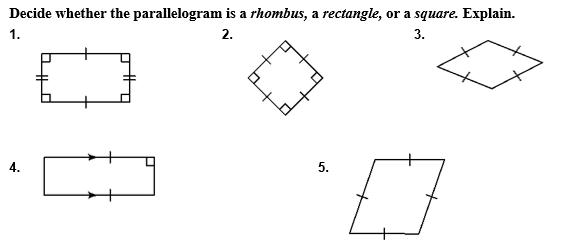 Decide whether the parallelogram is a rhombus, a rectangle, or a square. Explain.
1. 2. 3.
4. 5.